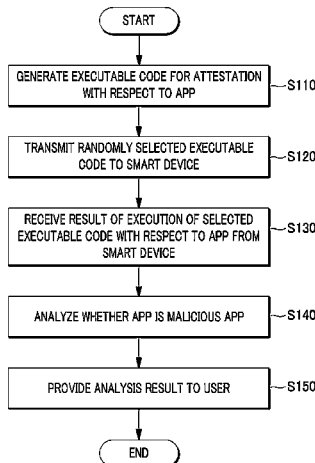 START
GENERATE EXECUTABLE CODE FOR ATTESTATION
WITH RESPECT TO APP
S110
TRANSMIT RANDOMLY SELECTED EXECUTABLE
CODE TO SMART DEVICE
S120
RECEIVE RESULT OF EXECUTION OF SELECTED
EXECUTABLE CODE WITH RESPECT TO APP FROM
SMART DEVICE
S130
ANALYZE WHETHER APP IS MALICIOUS APP
S140
PROVIDE ANALYSIS RESULT TO USER
S150
END